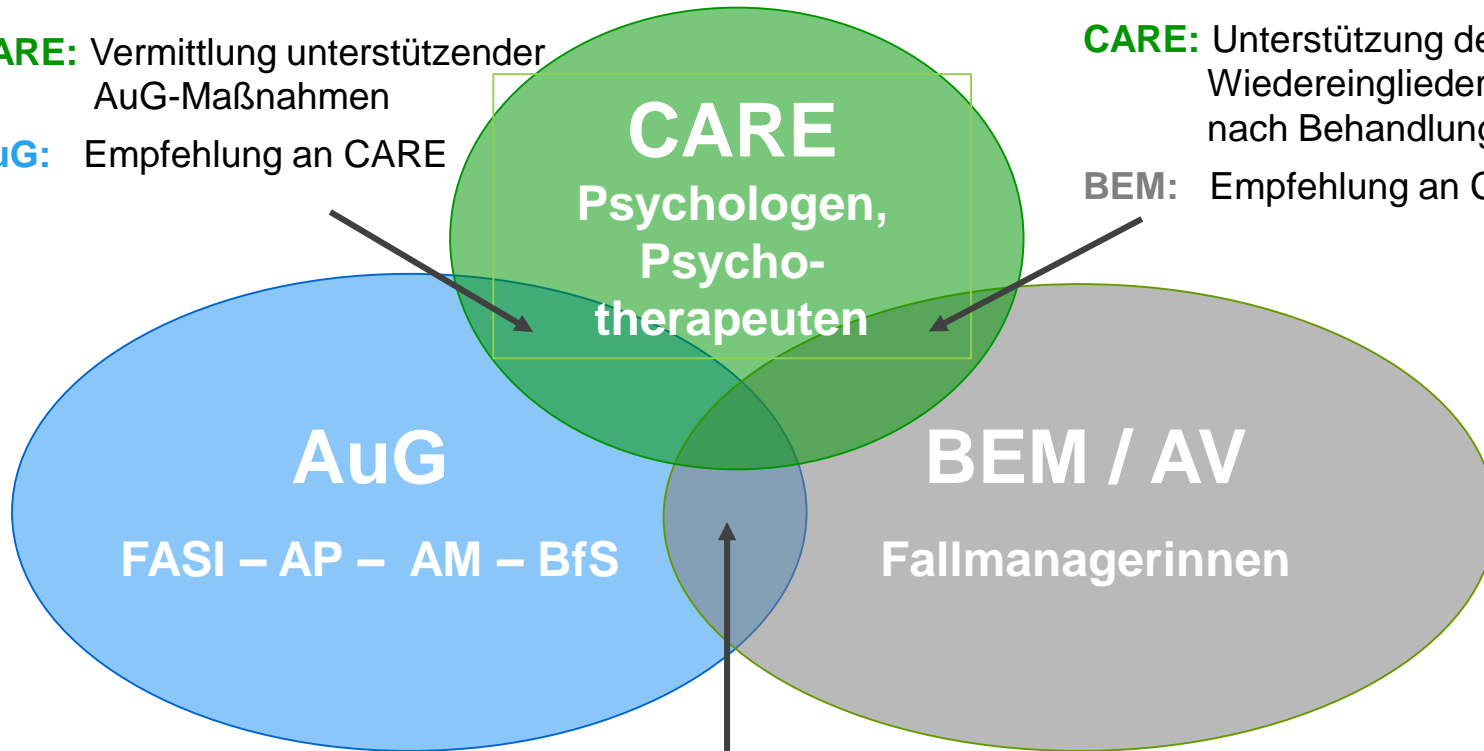 ARE: Vermittlung unterstützender
AuG-Maßnahmen
uG: Empfehlung an CARE
CARE: Unterstützung de
Wiedereinglieder
nach Behandlung
BEM: Empfehlung an C
CARE
Psychologen,
Psycho-
therapeuten
AuG
FASI – AP – AM – BfS
BEM / AV
Fallmanagerinnen